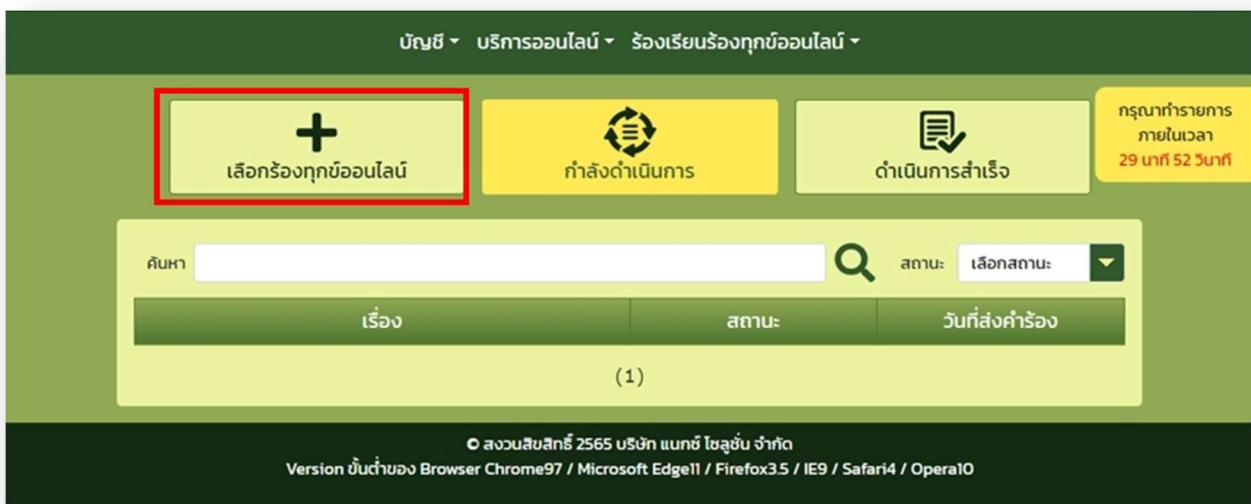 บัญชี บริการออนไลน์ ร้องเรียนร้องทุกข์ออนไลน์
เลือกร้องทุกข์ออนไลน์
กำลังดำเนินการ
ดำเนินการสำเร็จ
กรุณาทำรายการ
ภายในเวลา
29 นาที 52 วินาที
ค้นหา
สถานะ เลือกสถานะ
เรื่อง สถานะ วันที่ส่งคำร้อง
(1)
© สงวนสิขสิทธิ์ 2565 บริษัท แนกซ์ โซลูชั่น จำกัด
Version ขั้นต่ำของ Browser Chrome97 / Microsoft Edge11 / Firefox3.5 / IE9 / Safari4 / Opera10